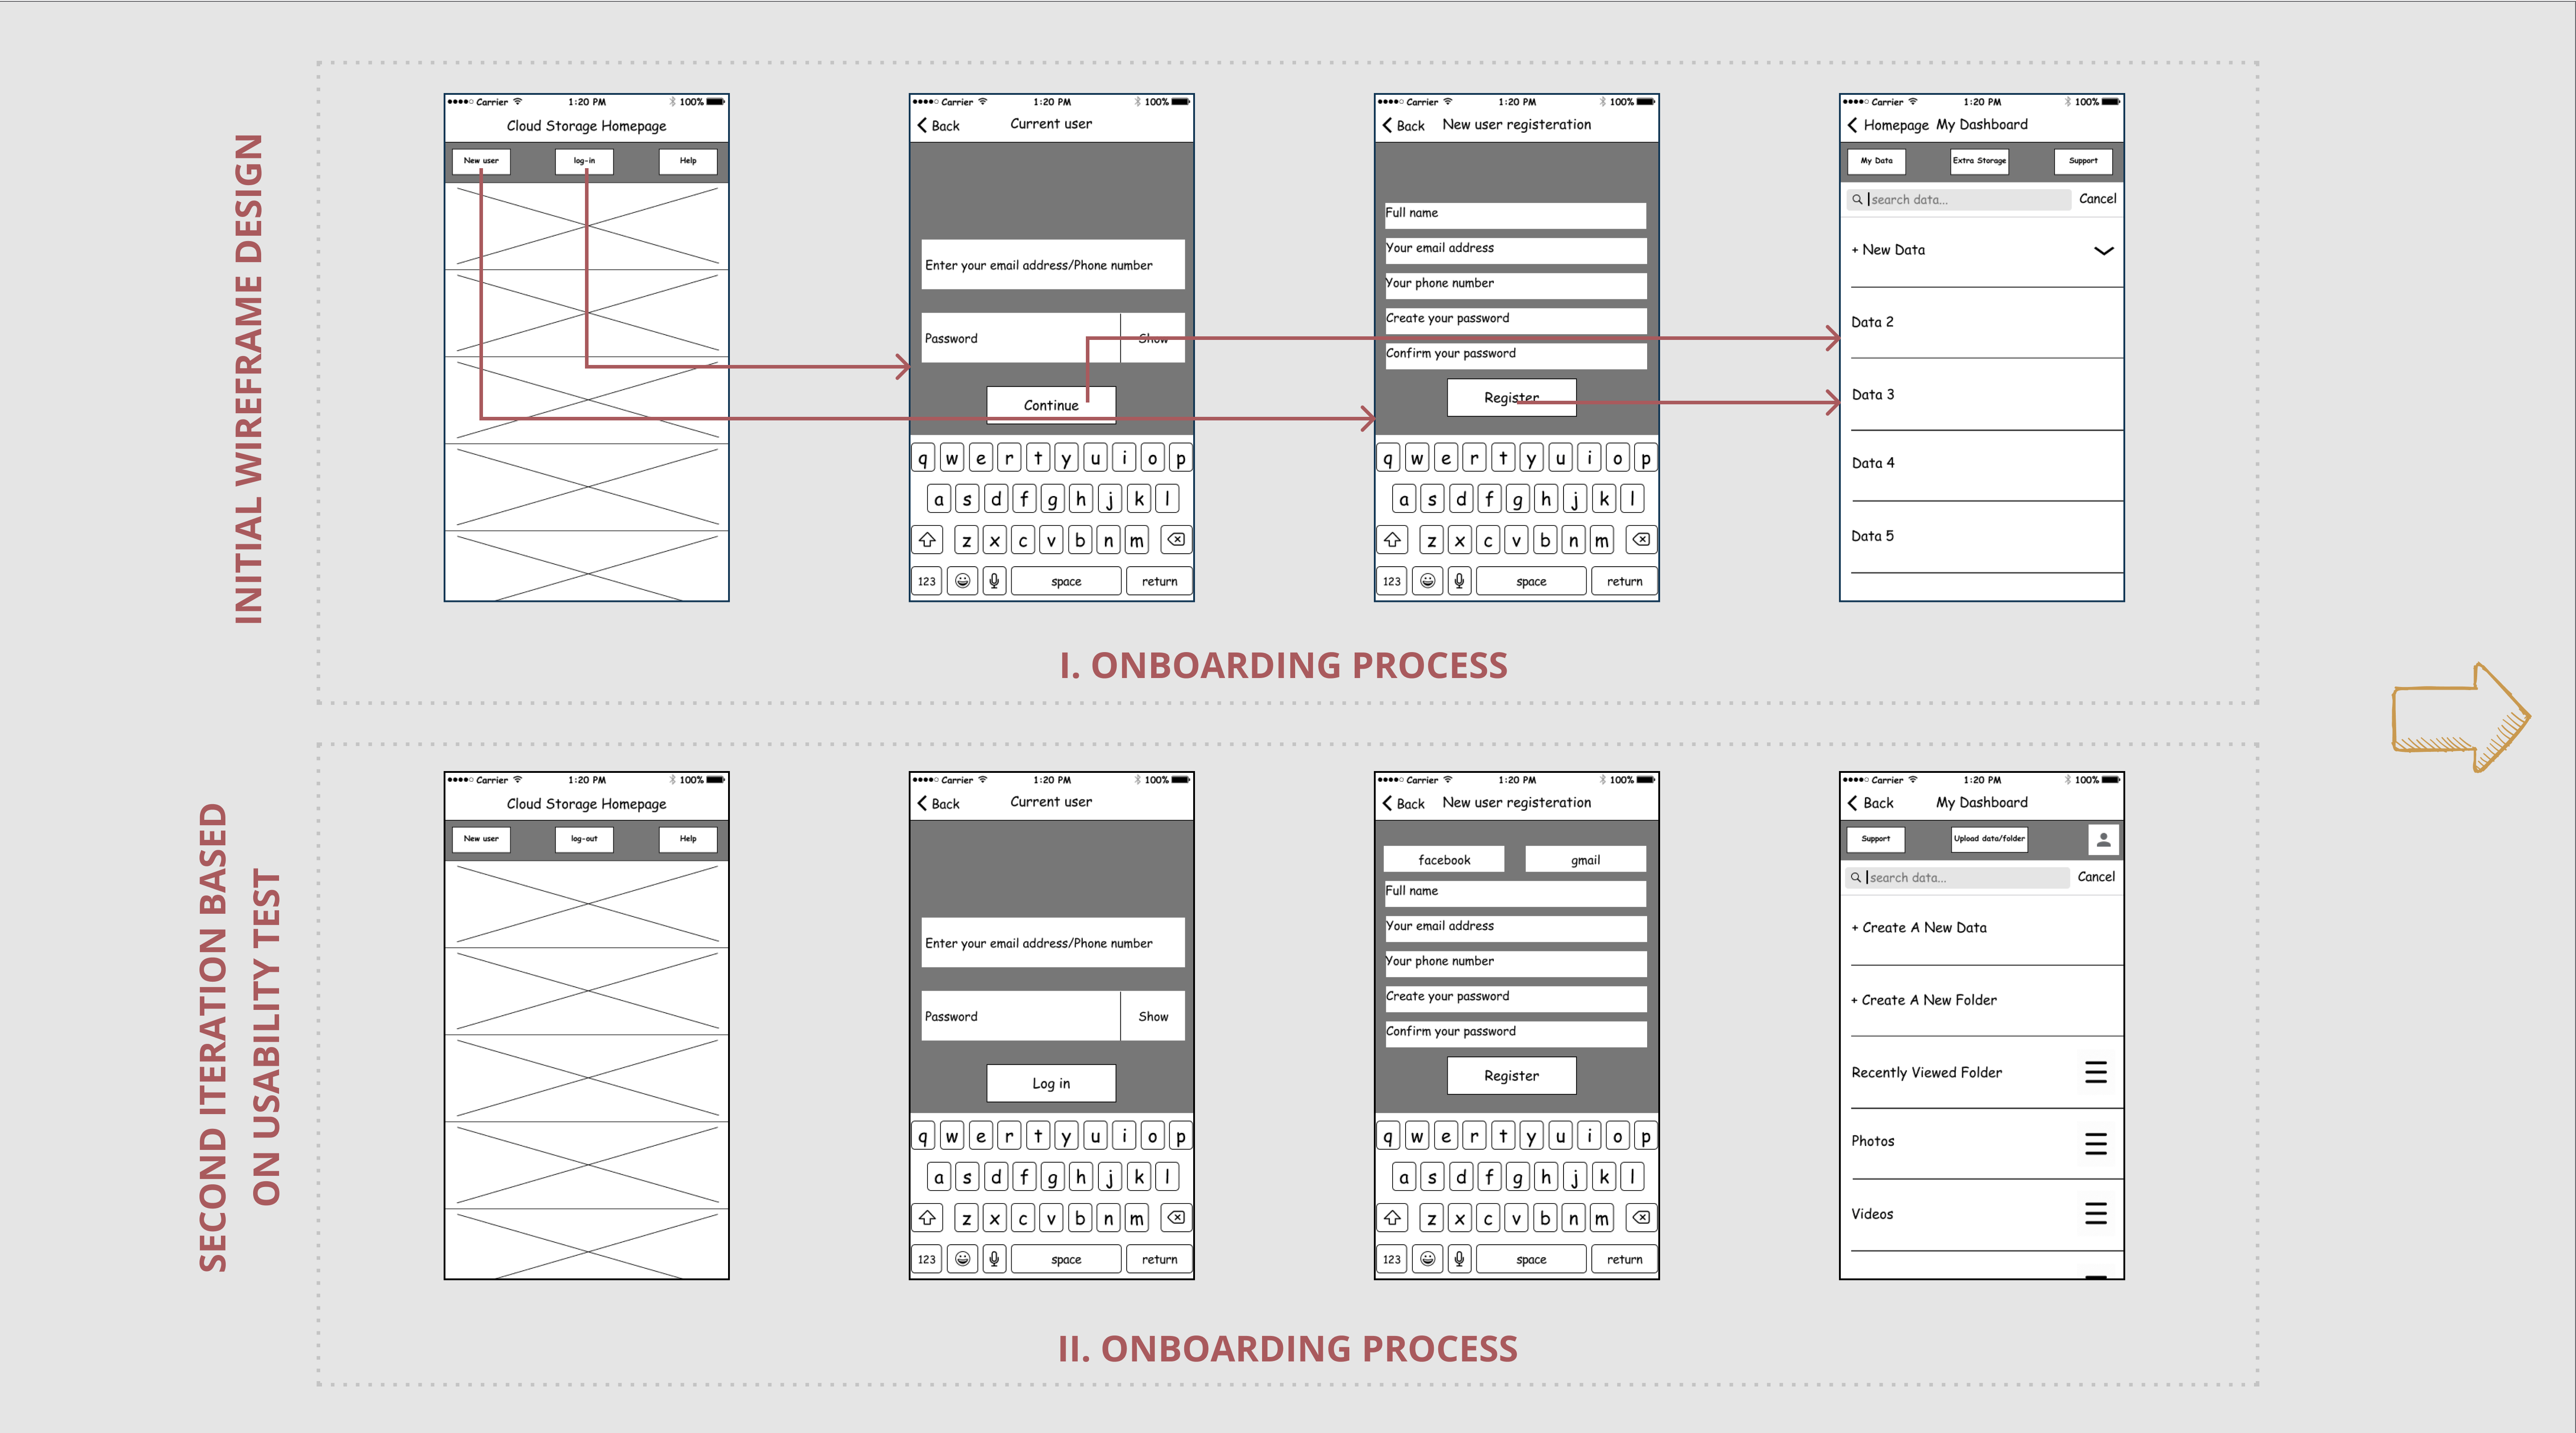 INITIAL WIREFRAME DESIGN
Carrier 1:20 PM 100%
Cloud Storage Homepage
New user log-in Help
Carrier 1:20 PM 100%
Back Current user
Enter your email address/Phone number
Password Show
Continue
q w e r t y u i o p
a s d f g h j k l
z x c v b n m
123 space return
Carrier 1:20 PM 100%
Back New user registeration
Full name
Your email address
Your phone number
Create your password
Confirm your password
Register
q w e r t y u i o p
a s d f g h j k l
z x c v b n m
123 space return
Carrier 1:20 PM 100%
Homepage My Dashboard
My Data Extra Storage Support
search data... Cancel
+ New Data
Data 2
Data 3
Data 4
Data 5
I. ONBOARDING PROCESS
SECOND ITERATION BASED
ON USABILITY TEST
Carrier 1:20 PM 100%
Cloud Storage Homepage
New user log-out Help
Carrier 1:20 PM 100%
Back Current user
Enter your email address/Phone number
Password Show
Log in
q w e r t y u i o p
a s d f g h j k l
z x c v b n m
123 space return
Carrier 1:20 PM 100%
Back New user registeration
facebook gmail
Full name
Your email address
Your phone number
Create your password
Confirm your password
Register
q w e r t y u i o p
a s d f g h j k l
z x c v b n m
123 space return
Carrier 1:20 PM 100%
Back My Dashboard
Support Upload data/folder
search data... Cancel
+ Create A New Data
+ Create A New Folder
Recently Viewed Folder
Photos
Videos
II. ONBOARDING PROCESS